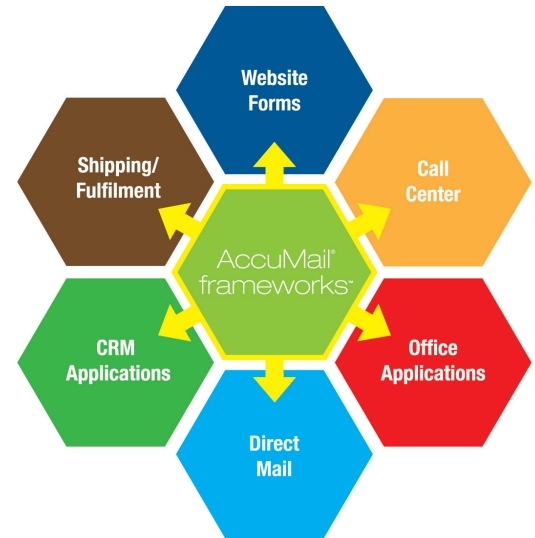 Website
Forms
Shipping/
Fulfilment
Call
Center
AccuMail®
frameworks™
CRM
Applications
Office
Applications
Direct
Mail